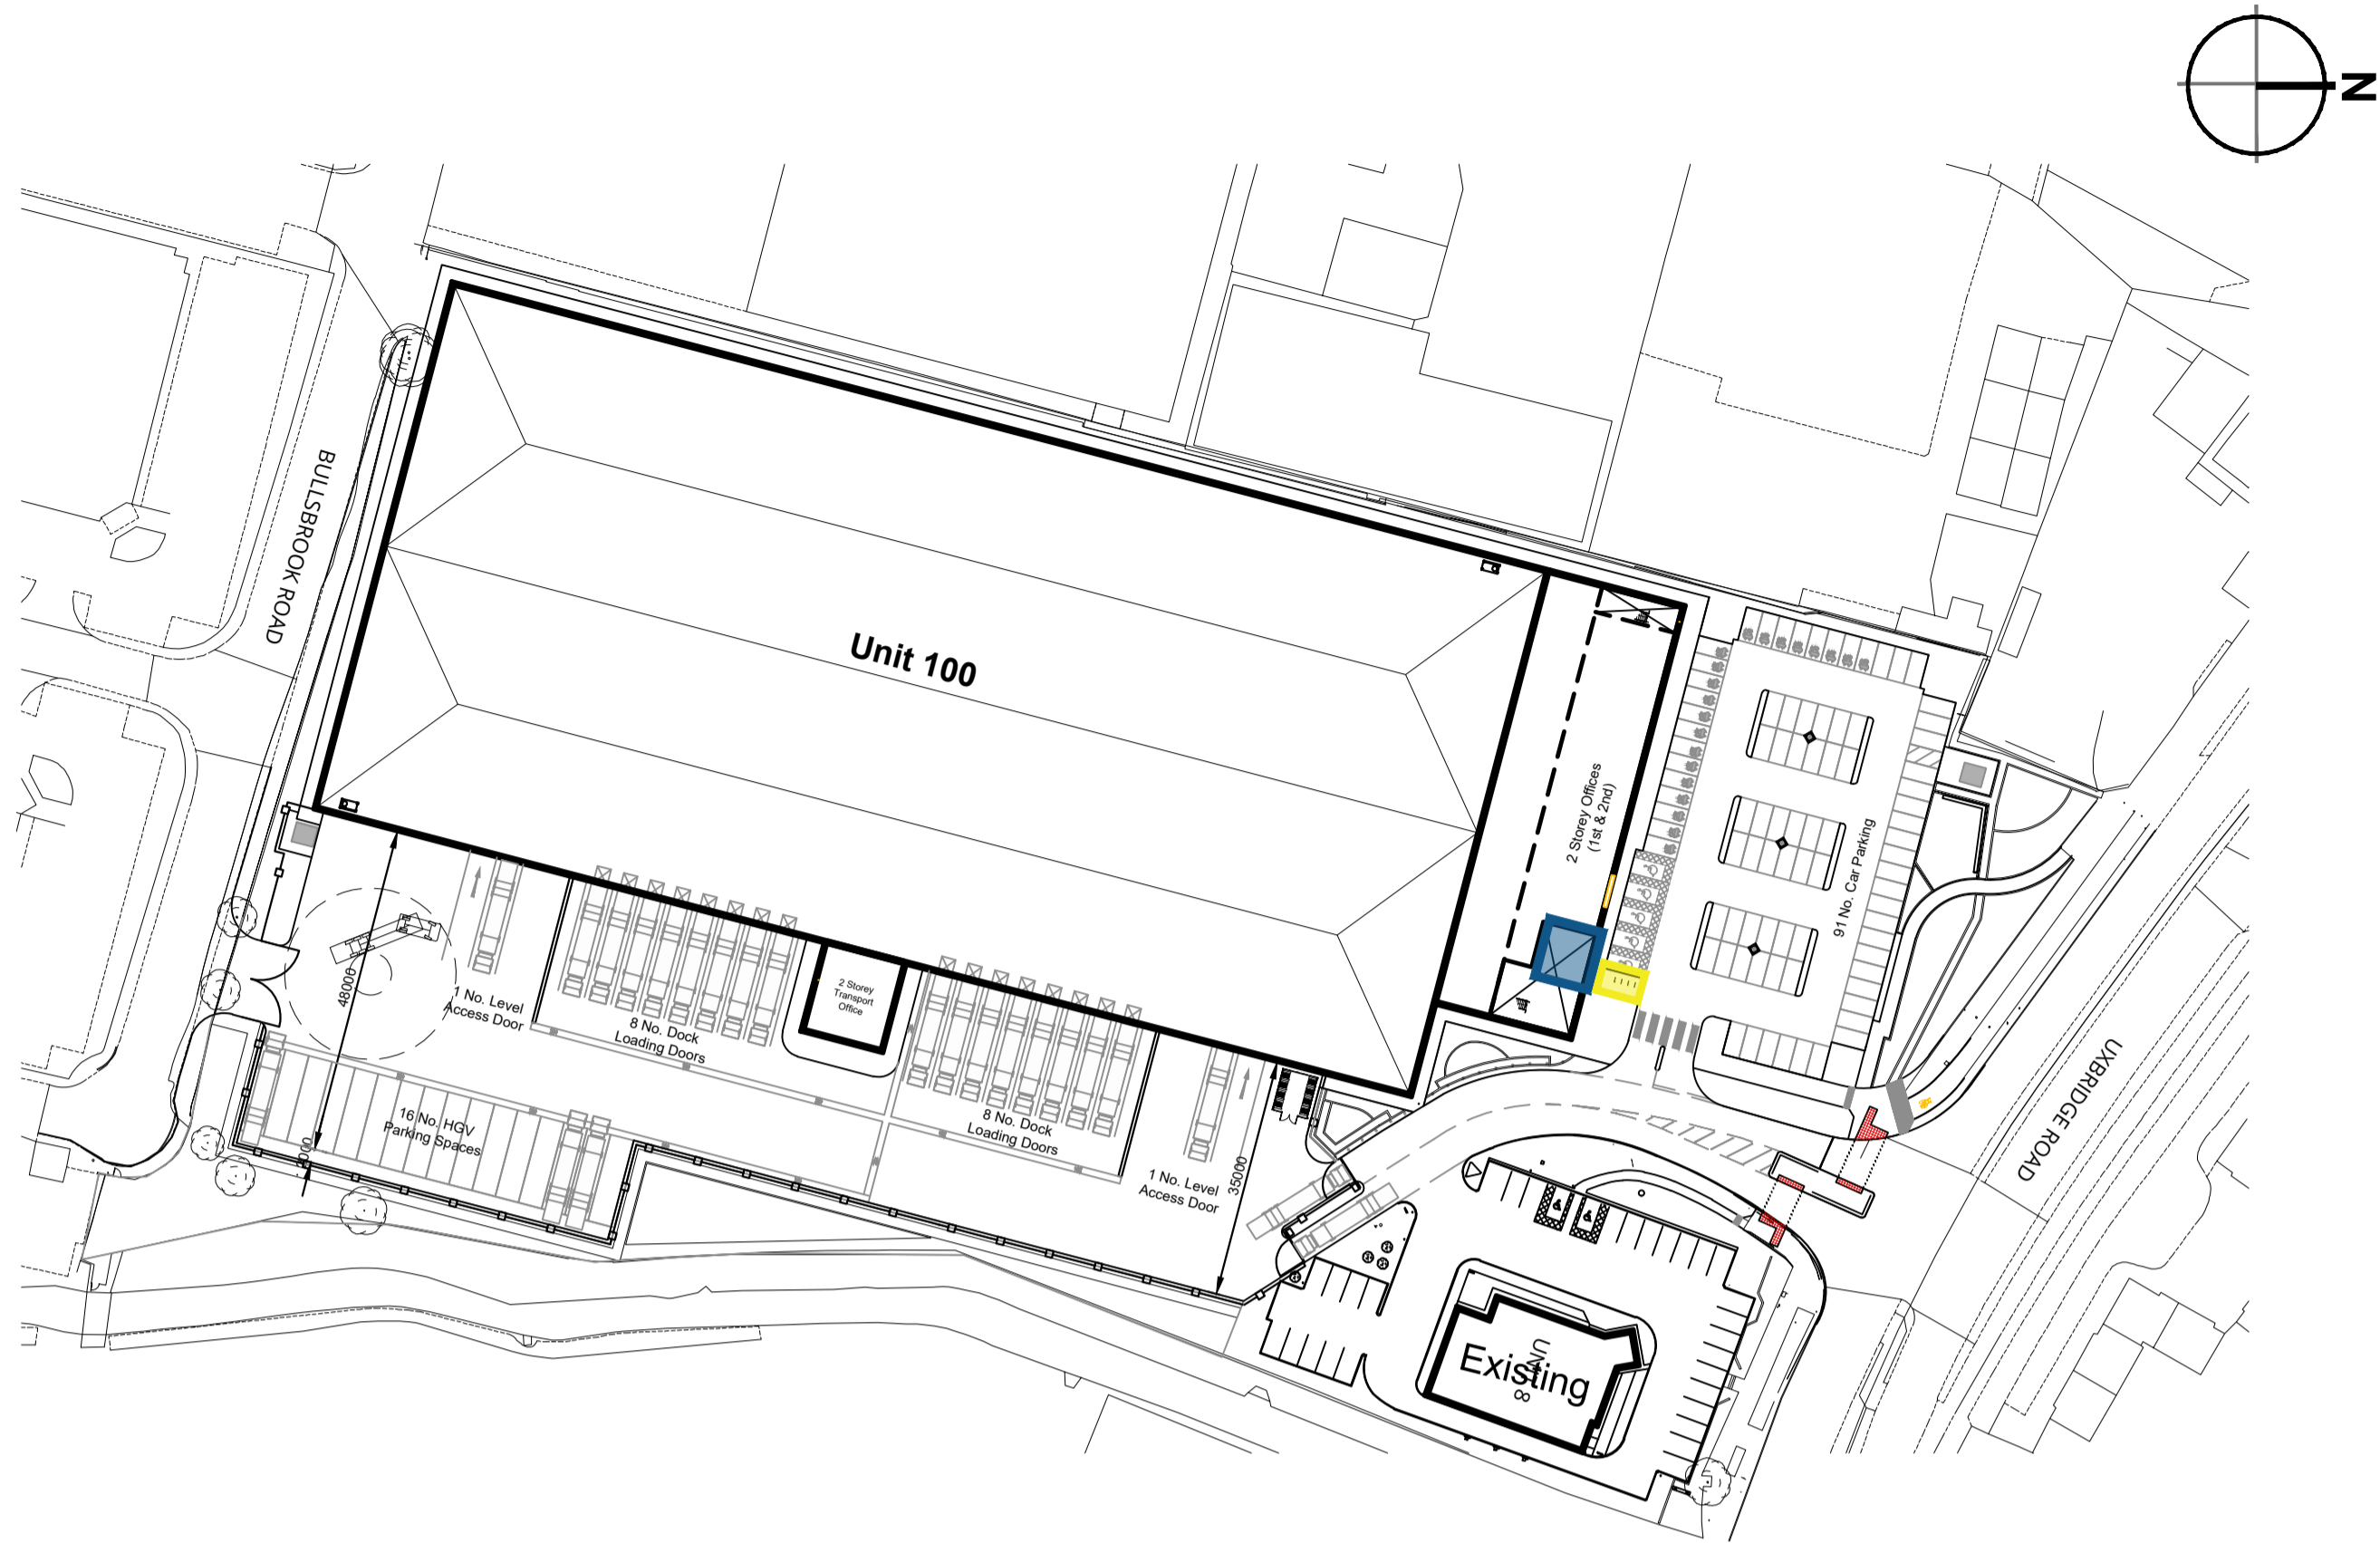 N
BULLSBROOK ROAD
Unit 100
2 Storey Offices
(1st & 2nd)
91 No. Car Parking
UXBRIDGE ROAD
48000
1 No. Level
Access Door
8 No. Dock
Loading Doors
2 Storey
Transport
Office
16 No. HGV
Parking Spaces
8 No. Dock
Loading Doors
1 No. Level
Access Door
35000
Existing